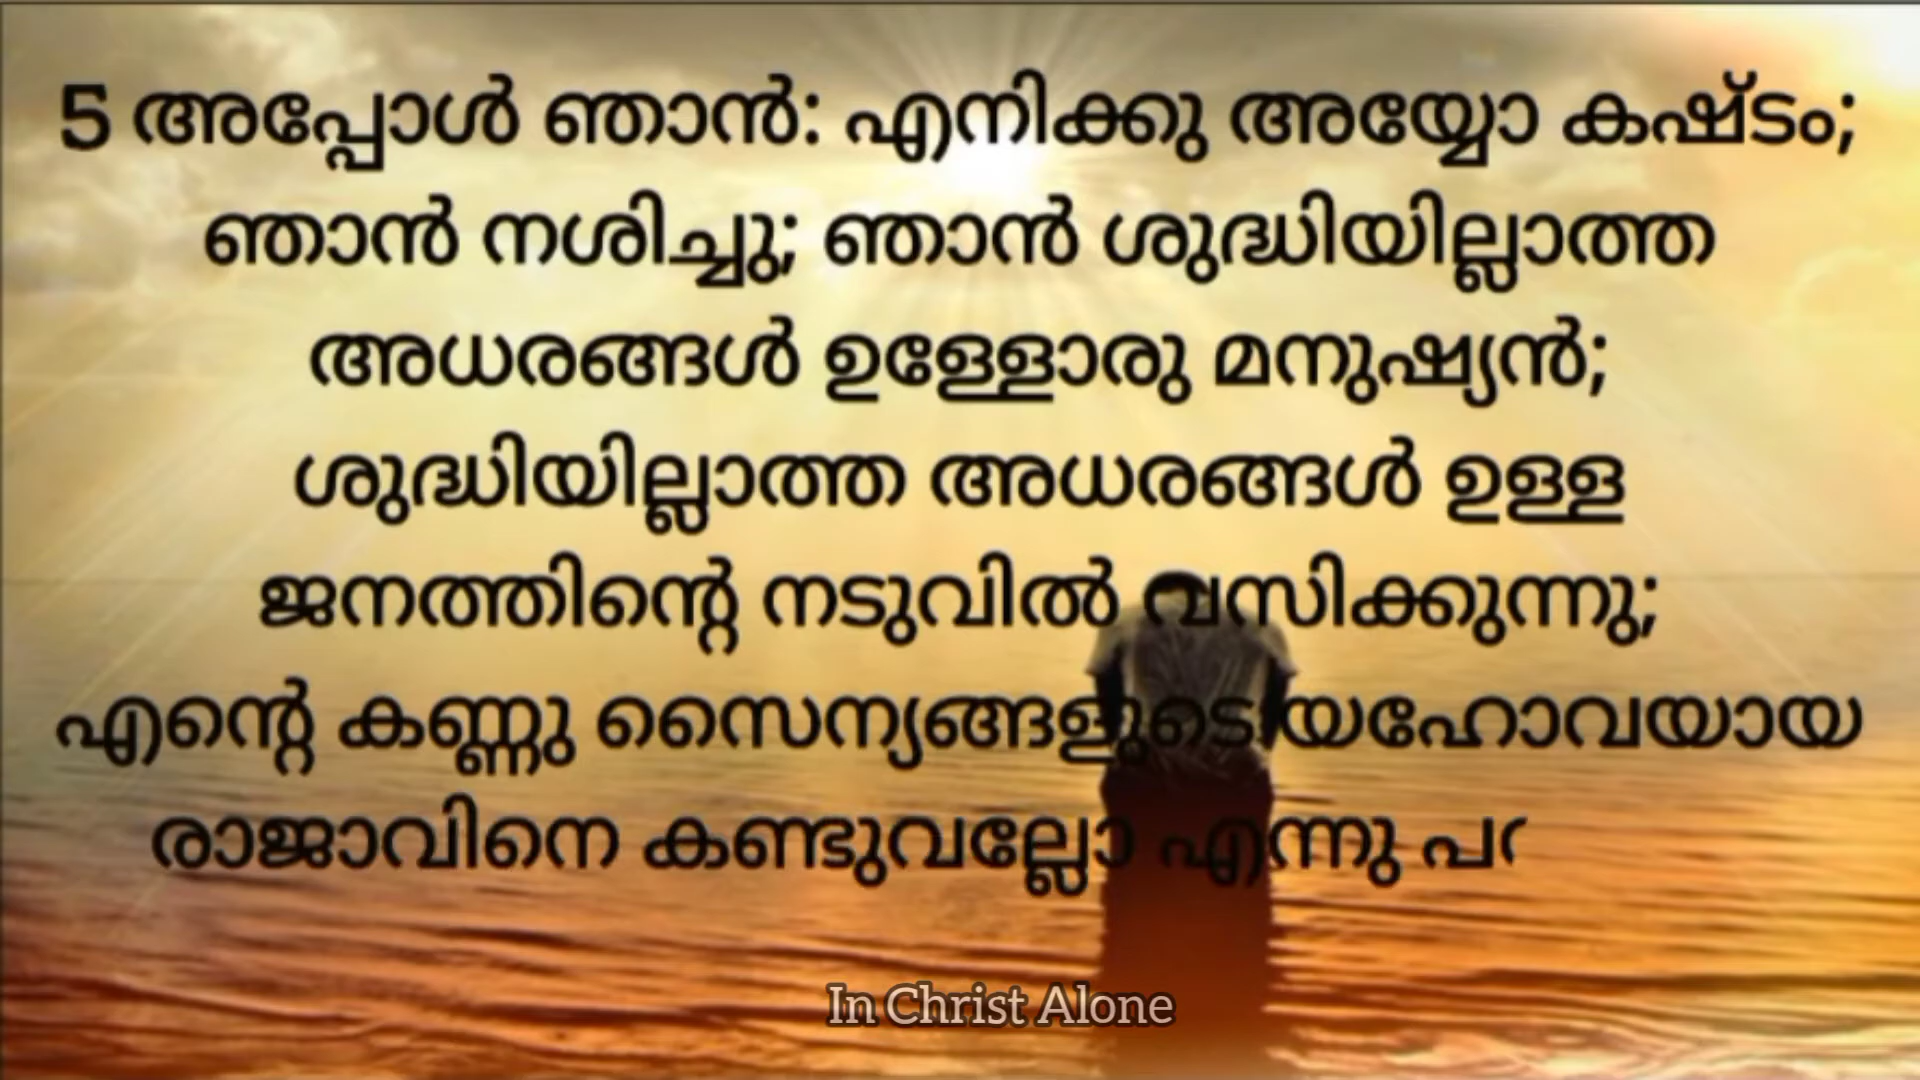 5 അപ്പോൾ ഞാൻ: എനിക്കു അയ്യോ കഷ്ടം;
ഞാൻ നശിച്ചു; ഞാൻ ശുദ്ധിയില്ലാത്ത
അധരങ്ങൾ ഉള്ളോരു മനുഷ്യൻ;
ശുദ്ധിയില്ലാത്ത അധരങ്ങൾ ഉള്ള
ജനത്തിന്റെ നടുവിൽ വസിക്കുന്നു;
എന്റെ കണ്ണു സൈന്യങ്ങളുടെ യഹോവയായ
രാജാവിനെ കണ്ടുവല്ലോ എന്നു
In Christ Alone